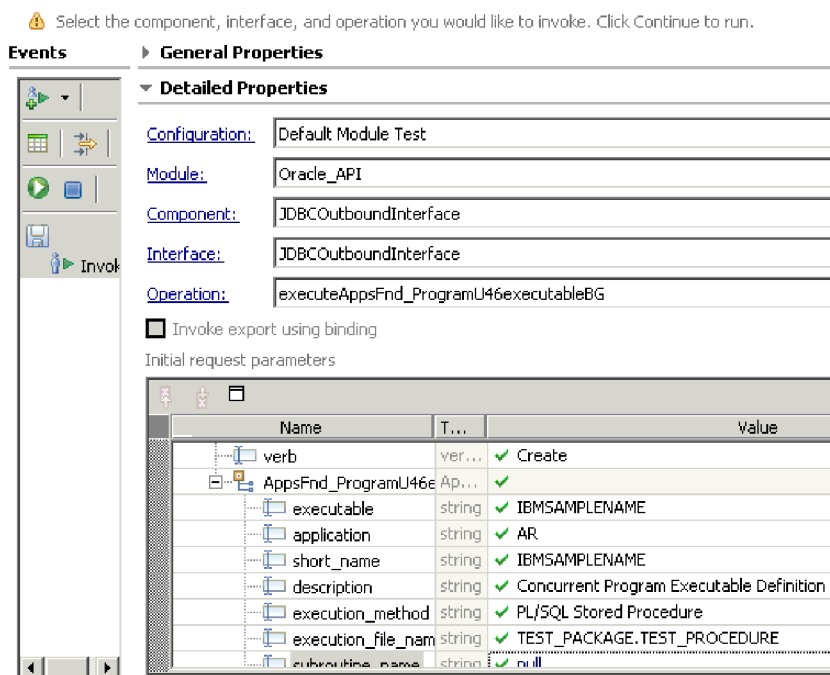 Select the component, interface, and operation you would like to invoke. Click Continue to run.
Events
General Properties
Detailed Properties
Configuration: Default Module Test
Module: Oracle_API
Component: JDBCOutboundInterface
Interface: JDBCOutboundInterface
Operation: executeAppsFnd_ProgramU46executableBG
Invok
Invoke export using binding
Initial request parameters
Name T... Value
verb ver... Create
AppsFnd_ProgramU46e Ap...
executable string IBMSAMPLENAME
application string AR
short_name string IBMSAMPLENAME
description string Concurrent Program Executable Definition
execution_method string PL/SQL Stored Procedure
execution_file_nam string TEST_PACKAGE.TEST_PROCEDURE
subroutine_name string null